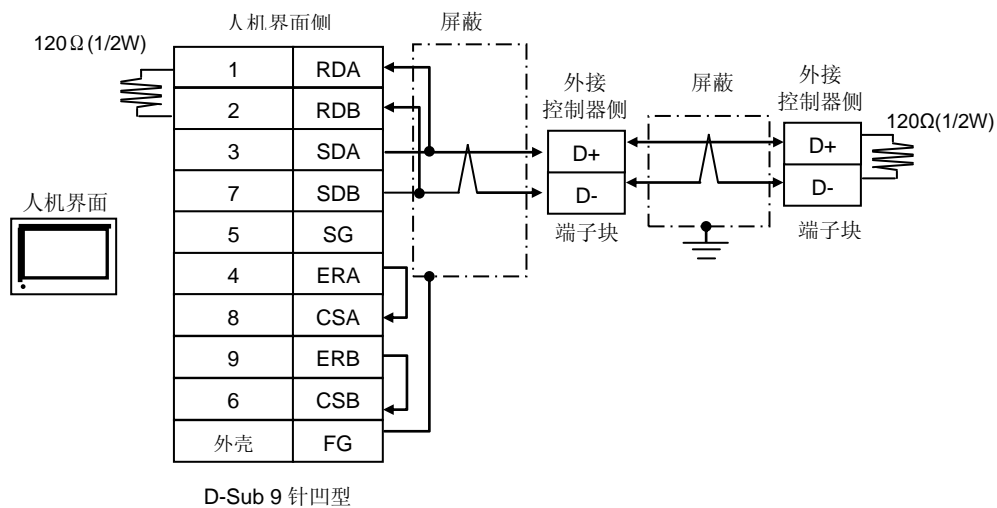 人机界面侧
屏蔽
120Ω(1/2W)
1 RDA
2 RDB
3 SDA
7 SDB
5 SG
4 ERA
8 CSA
9 ERB
6 CSB
外壳 FG
D-Sub 9 针凹型
人机界面
外接
控制器侧
D+
D-
端子块
屏蔽
外接
控制器侧
D+
D-
端子块
120Ω(1/2W)